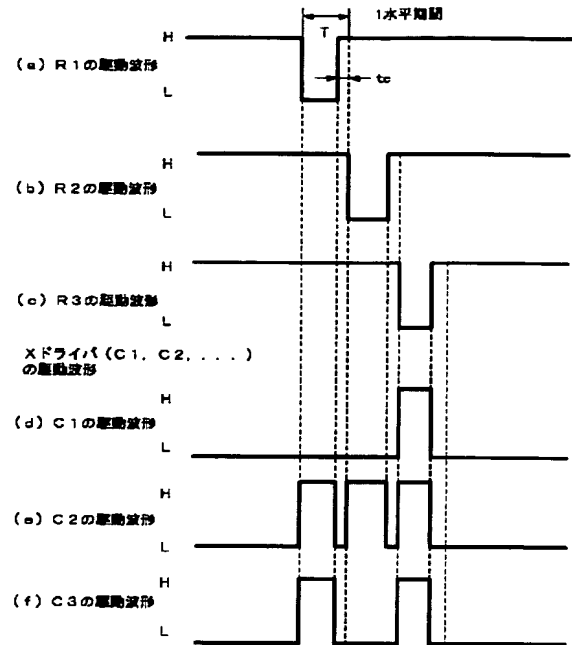 1水平期間
T
H
(a) R1の駆動波形
tc
L
H
(b) R2の駆動波形
L
H
(c) R3の駆動波形
L
Xドライバ (C1, C2, ....)
の駆動波形
H
(d) C1の駆動波形
L
H
(e) C2の駆動波形
L
H
(f) C3の駆動波形
L